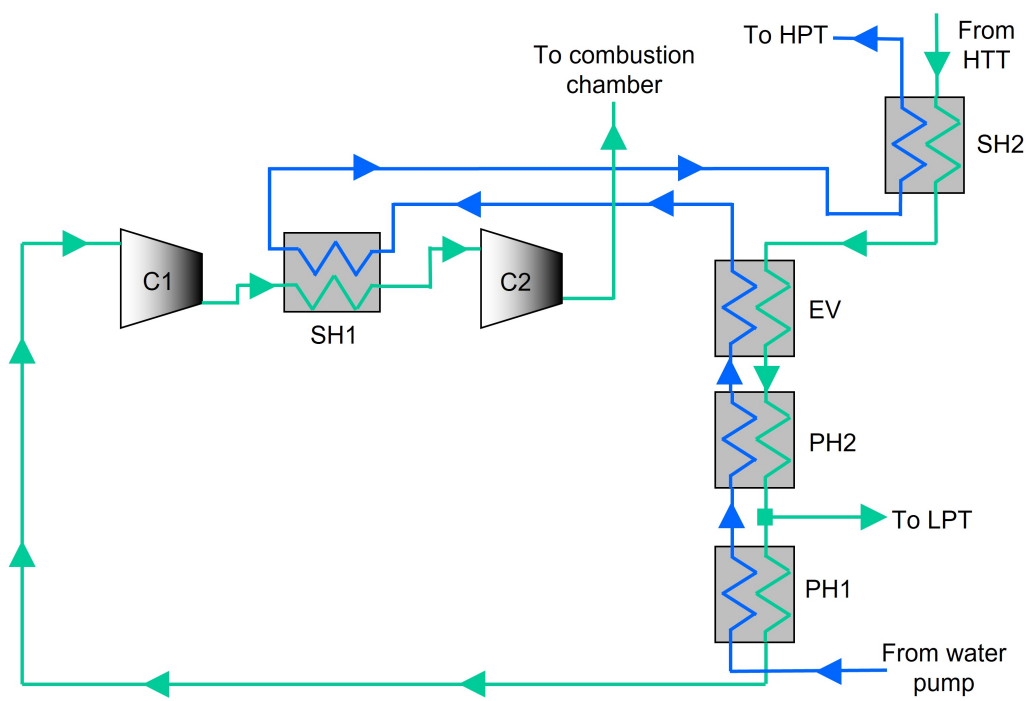 To HPT
From
HTT
To combustion
chamber
SH2
C1
C2
SH1
EV
PH2
To LPT
PH1
From water
pump